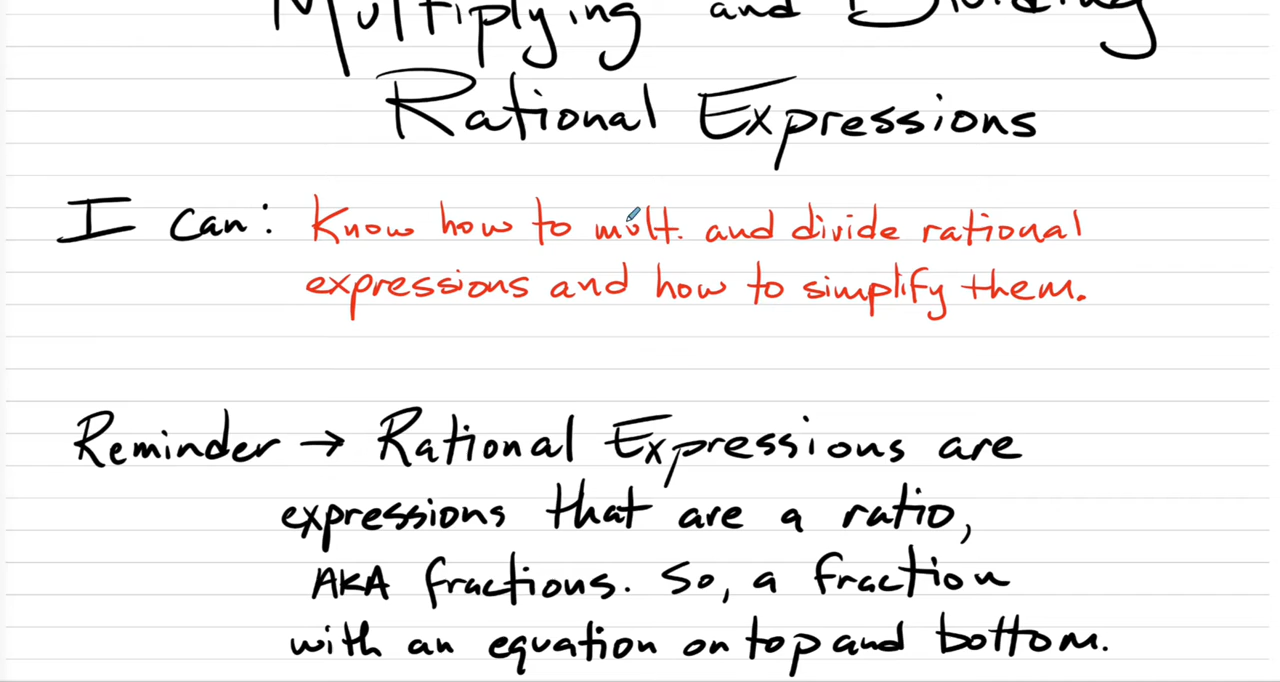 Multiplying and Dividing
Rational Expressions
I can: Know how to mult. and divide rational
expressions and how to simplify them.
Reminder → Rational Expressions are
expressions that are a ratio,
AKA fractions. So, a fraction
with an equation on top and bottom.